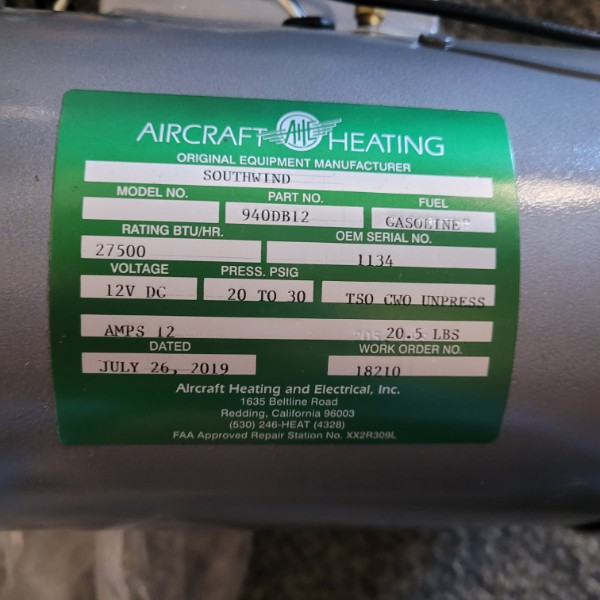 AIRCRAFT AHE HEATING
ORIGINAL EQUIPMENT MANUFACTURER
SOUTHWIND
MODEL NO. PART NO. FUEL
940DB12 GASOLINE
RATING BTU/HR. OEM SERIAL NO.
27500 1134
VOLTAGE PRESS. PSIG
12V DC 20 TO 30 TSO CWO UNPRESS
AMPS 12 20.5 LBS
DATED WORK ORDER NO.
JULY 26, 2019 18210
Aircraft Heating and Electrical, Inc.
1635 Beltline Road
Redding, California 96003
(530) 246-HEAT (4328)
FAA Approved Repair Station No. XX2R309L